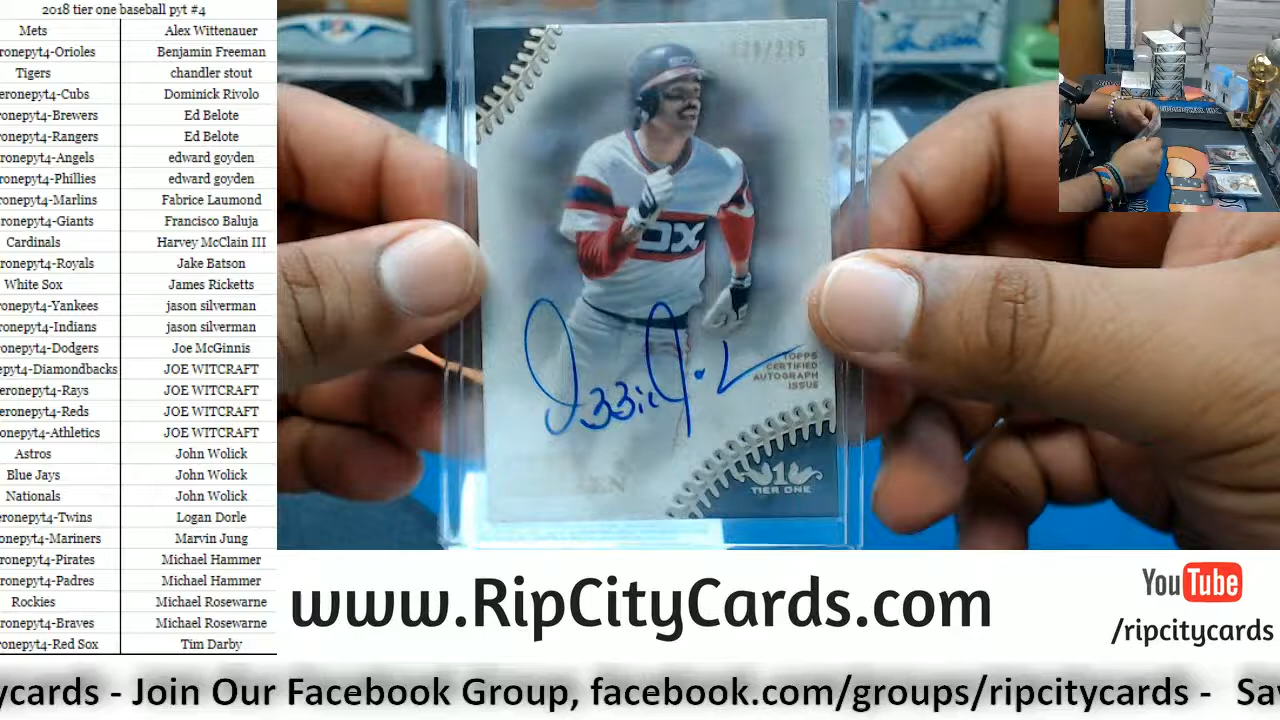 2018 tier one baseball pyt #4
Mets Alex Wittenauer
ronepyt4-Orioles Benjamin Freeman
Tigers chandler stout
eronepyt4-Cubs Dominick Rivolo
ronepyt4-Brewers Ed Belote
ronepyt4-Rangers Ed Belote
ronepyt4-Angels edward goyden
ronepyt4-Phillies edward goyden
ronepyt4-Marlins Fabrice Laumond
ronepyt4-Giants Francisco Baluja
Cardinals Harvey McClain III
ronepyt4-Royals Jake Batson
White Sox James Ricketts
ronepyt4-Yankees jason silverman
ronepyt4-Indians jason silverman
ronepyt4-Dodgers Joe McGinnis
epyt4-Diamondbacks JOE WITCRAFT
eronepyt4-Rays JOE WITCRAFT
eronepyt4-Reds JOE WITCRAFT
onepyt4-Athletics JOE WITCRAFT
Astros John Wolick
Blue Jays John Wolick
Nationals John Wolick
eronepyt4-Twins Logan Dorle
onepyt4-Mariners Marvin Jung
ronepyt4-Pirates Michael Hammer
ronepyt4-Padres Michael Hammer
Rockies Michael Rosewarne
ronepyt4-Braves Michael Rosewarne
ronepyt4-Red Sox Tim Darby
SOX
Ozzie
TOPPS
CERTIFIED
AUTOGRAPH
ISSUE
1
TIER ONE
www.RipCityCards.com
YouTube
/ripcitycards
ycards - Join Our Facebook Group, facebook.com/groups/ripcitycards - Sav